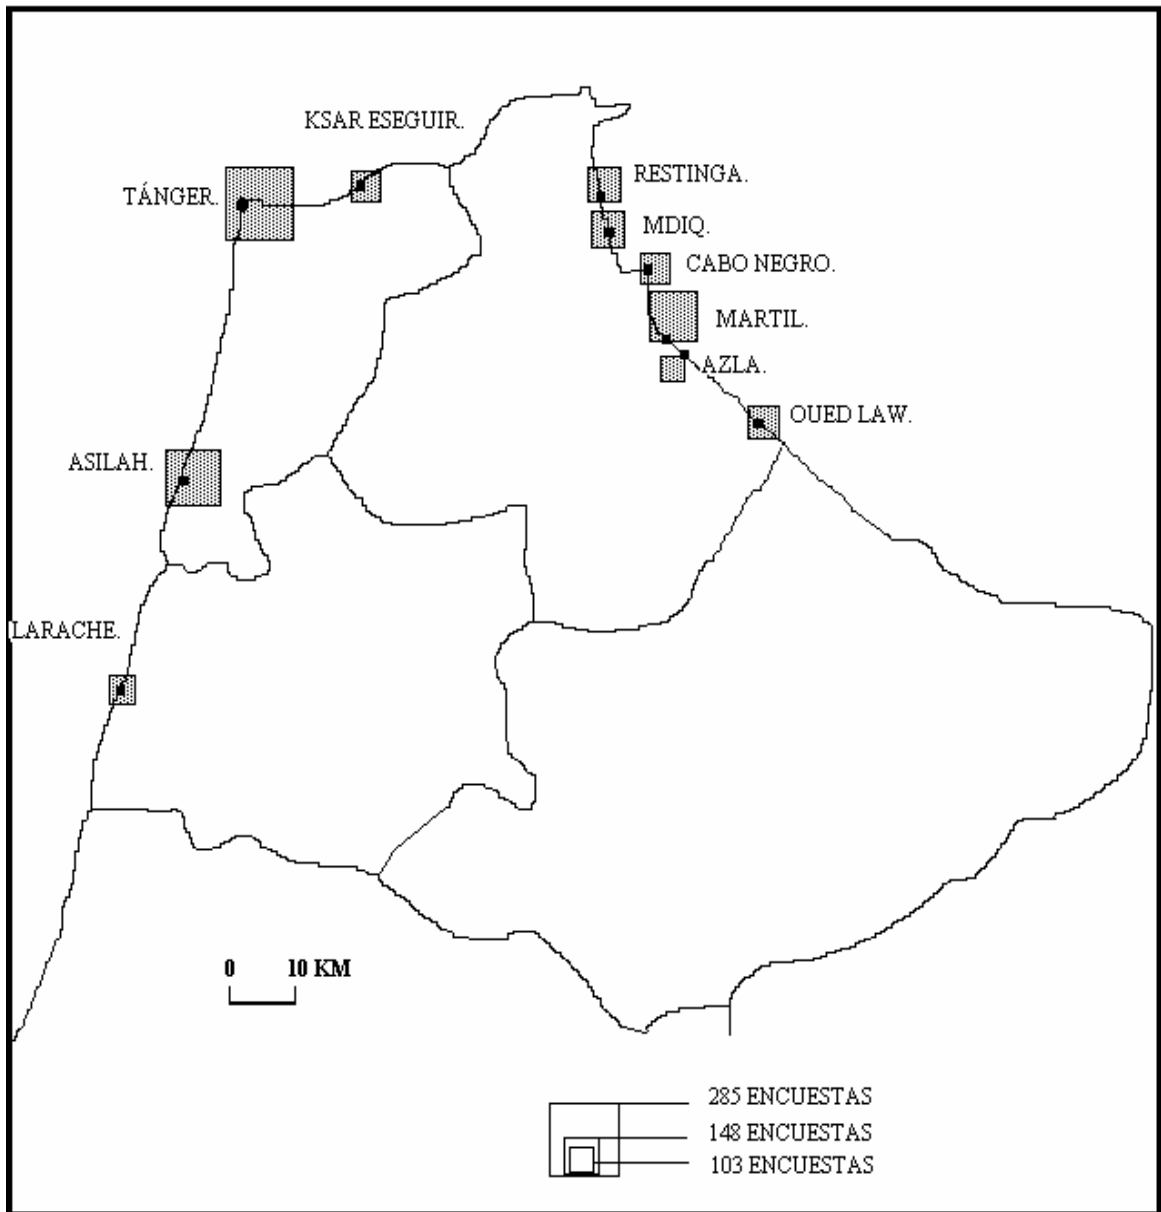 KSAR ESEGUIR.
TÁNGER.
RESTINGA.
MDIQ.
CABO NEGRO.
MARTIL.
AZLA.
OUED LAW.
ASILAH.
LARACHE.
0 10 KM
285 ENCUESTAS
148 ENCUESTAS
103 ENCUESTAS